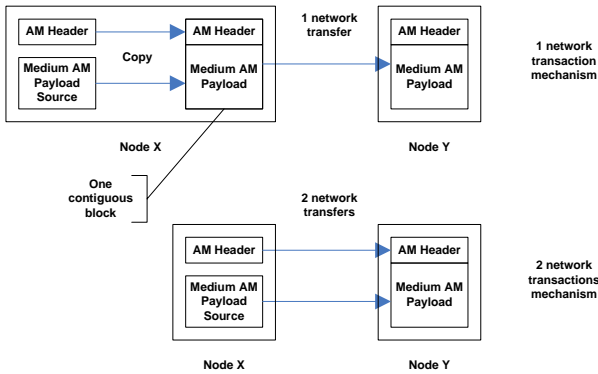 AM Header
Copy
AM Header
1 network
transfer
AM Header
Medium AM
Payload
Source
Medium AM
Payload
Medium AM
Payload
1 network
transaction
mechanism
Node X
Node Y
One
contiguous
block
2 network
transfers
AM Header
AM Header
Medium AM
Payload
Source
Medium AM
Payload
2 network
transactions
mechanism
Node X
Node Y